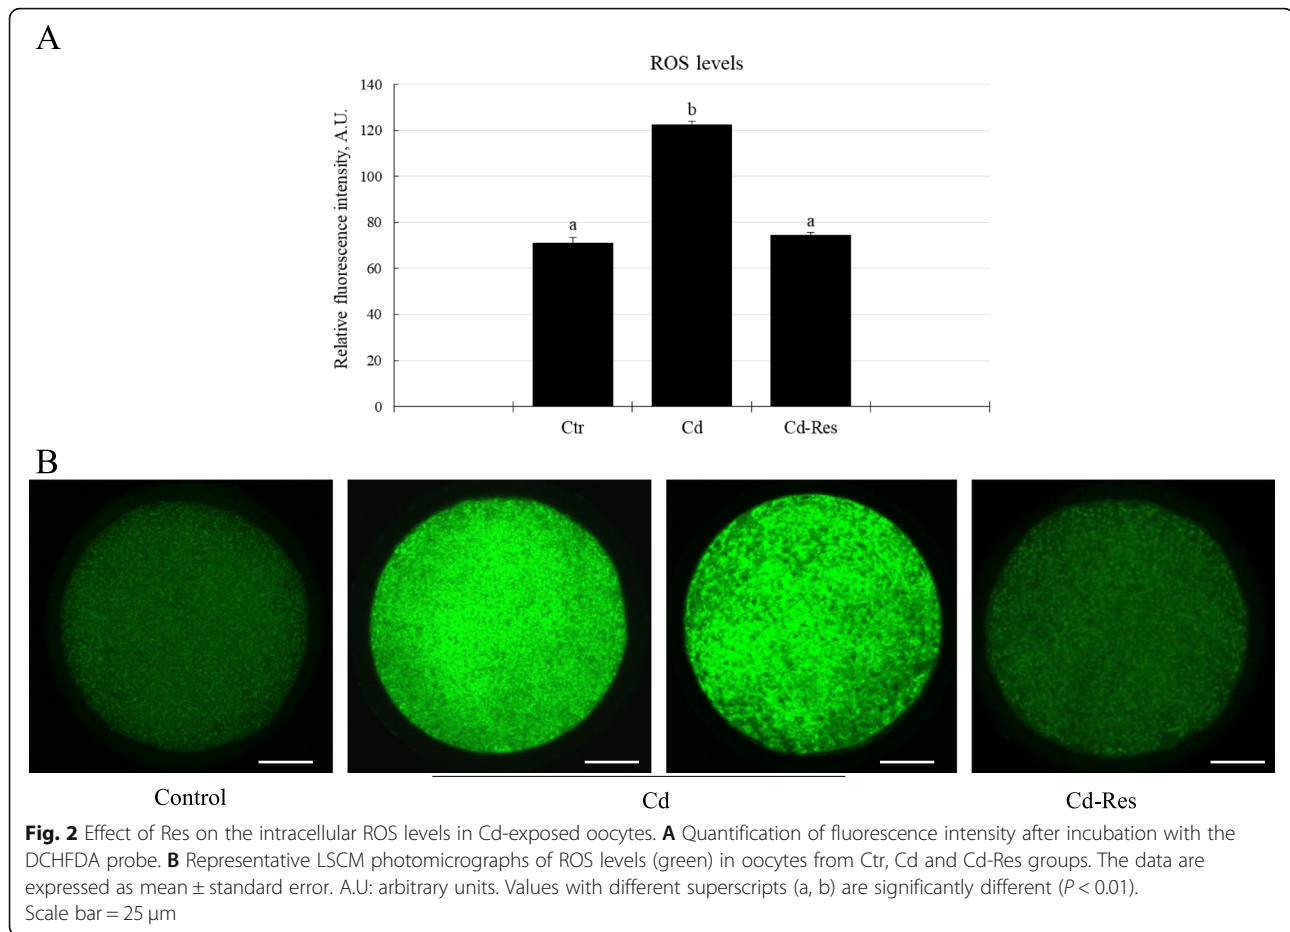 A
ROS levels
Relative fluorescence intensity, A.U.
140
120
100
80
60
40
20
0
a
b
a
Ctr
Cd
Cd-Res
B
Control
Cd
Cd-Res
Fig. 2 Effect of Res on the intracellular ROS levels in Cd-exposed oocytes. A Quantification of fluorescence intensity after incubation with the
DCHFDA probe. B Representative LSCM photomicrographs of ROS levels (green) in oocytes from Ctr, Cd and Cd-Res groups. The data are
expressed as mean ± standard error. A.U: arbitrary units. Values with different superscripts (a, b) are significantly different (P < 0.01).
Scale bar = 25 μm